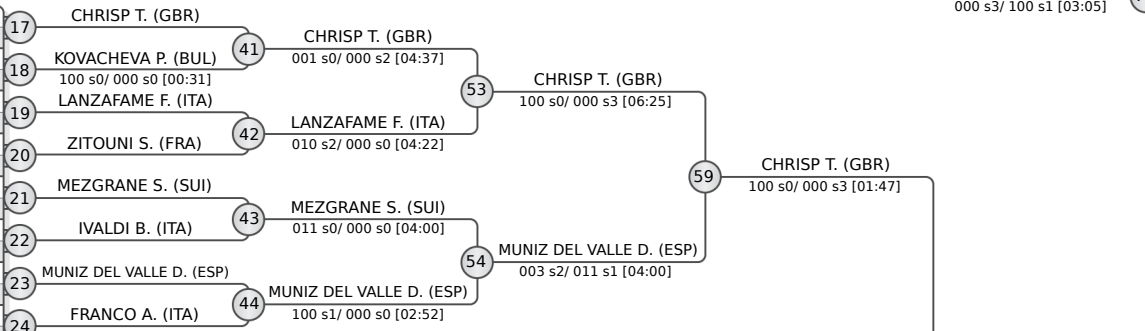 000 s3/ 100 s1 [03:05]
17
CHRISP T. (GBR)
18
KOVACHEVA P. (BUL)
100 s0/ 000 s0 [00:31]
41
CHRISP T. (GBR)
001 s0/ 000 s2 [04:37]
19
LANZAFAME F. (ITA)
20
ZITOUNI S. (FRA)
42
LANZAFAME F. (ITA)
010 s2/ 000 s0 [04:22]
53
CHRISP T. (GBR)
100 s0/ 000 s3 [06:25]
21
MEZGRANE S. (SUI)
22
IVALDI B. (ITA)
43
MEZGRANE S. (SUI)
011 s0/ 000 s0 [04:00]
23
MUNIZ DEL VALLE D. (ESP)
24
FRANCO A. (ITA)
44
MUNIZ DEL VALLE D. (ESP)
100 s1/ 000 s0 [02:52]
54
MUNIZ DEL VALLE D. (ESP)
003 s2/ 011 s1 [04:00]
59
CHRISP T. (GBR)
100 s0/ 000 s3 [01:47]